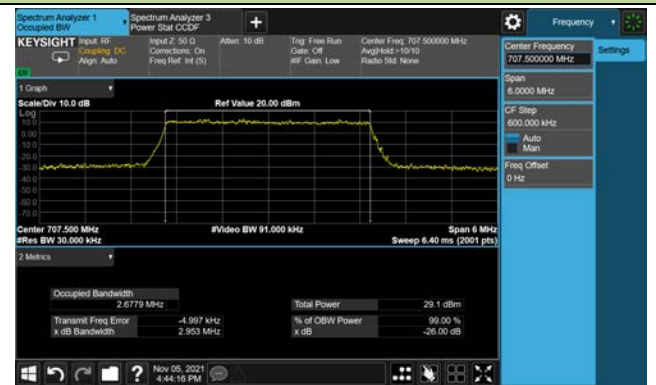 Spectrum Analyzer 1
Occupied BW
Spectrum Analyzer 3
Power Stat CCDF
+
Frequency
KEYSIGHT
Input: RF
Coupling: DC
Align: Auto
Input Z: 50 Ω
Corrections: On
Freq Ref: Int (S)
Atten: 10 dB
Trig: Free Run
Gate: Off
#IF Gain: Low
Center Freq: 707.500000 MHz
Avg|Hold:>10/10
Radio Std: None
Center Frequency
707.500000 MHz
Settings
Span
6.0000 MHz
CF Step
600.000 kHz
Auto
Man
Freq Offset
0 Hz
1 Graph
Scale/Div 10.0 dB
Ref Value 20.00 dBm
Log
10.0
0.00
-10.0
-20.0
-30.0
-40.0
-50.0
-60.0
-70.0
Center 707.500 MHz
#Video BW 91.000 kHz
Span 6 MHz
#Res BW 30.000 kHz
Sweep 6.40 ms (2001 pts)
2 Metrics
Occupied Bandwidth
2.6779 MHz
Total Power
29.1 dBm
Transmit Freq Error
-4.997 kHz
% of OBW Power
99.00 %
x dB Bandwidth
2.953 MHz
x dB
-26.00 dB
?
Nov 05, 2021
4:44:16 PM